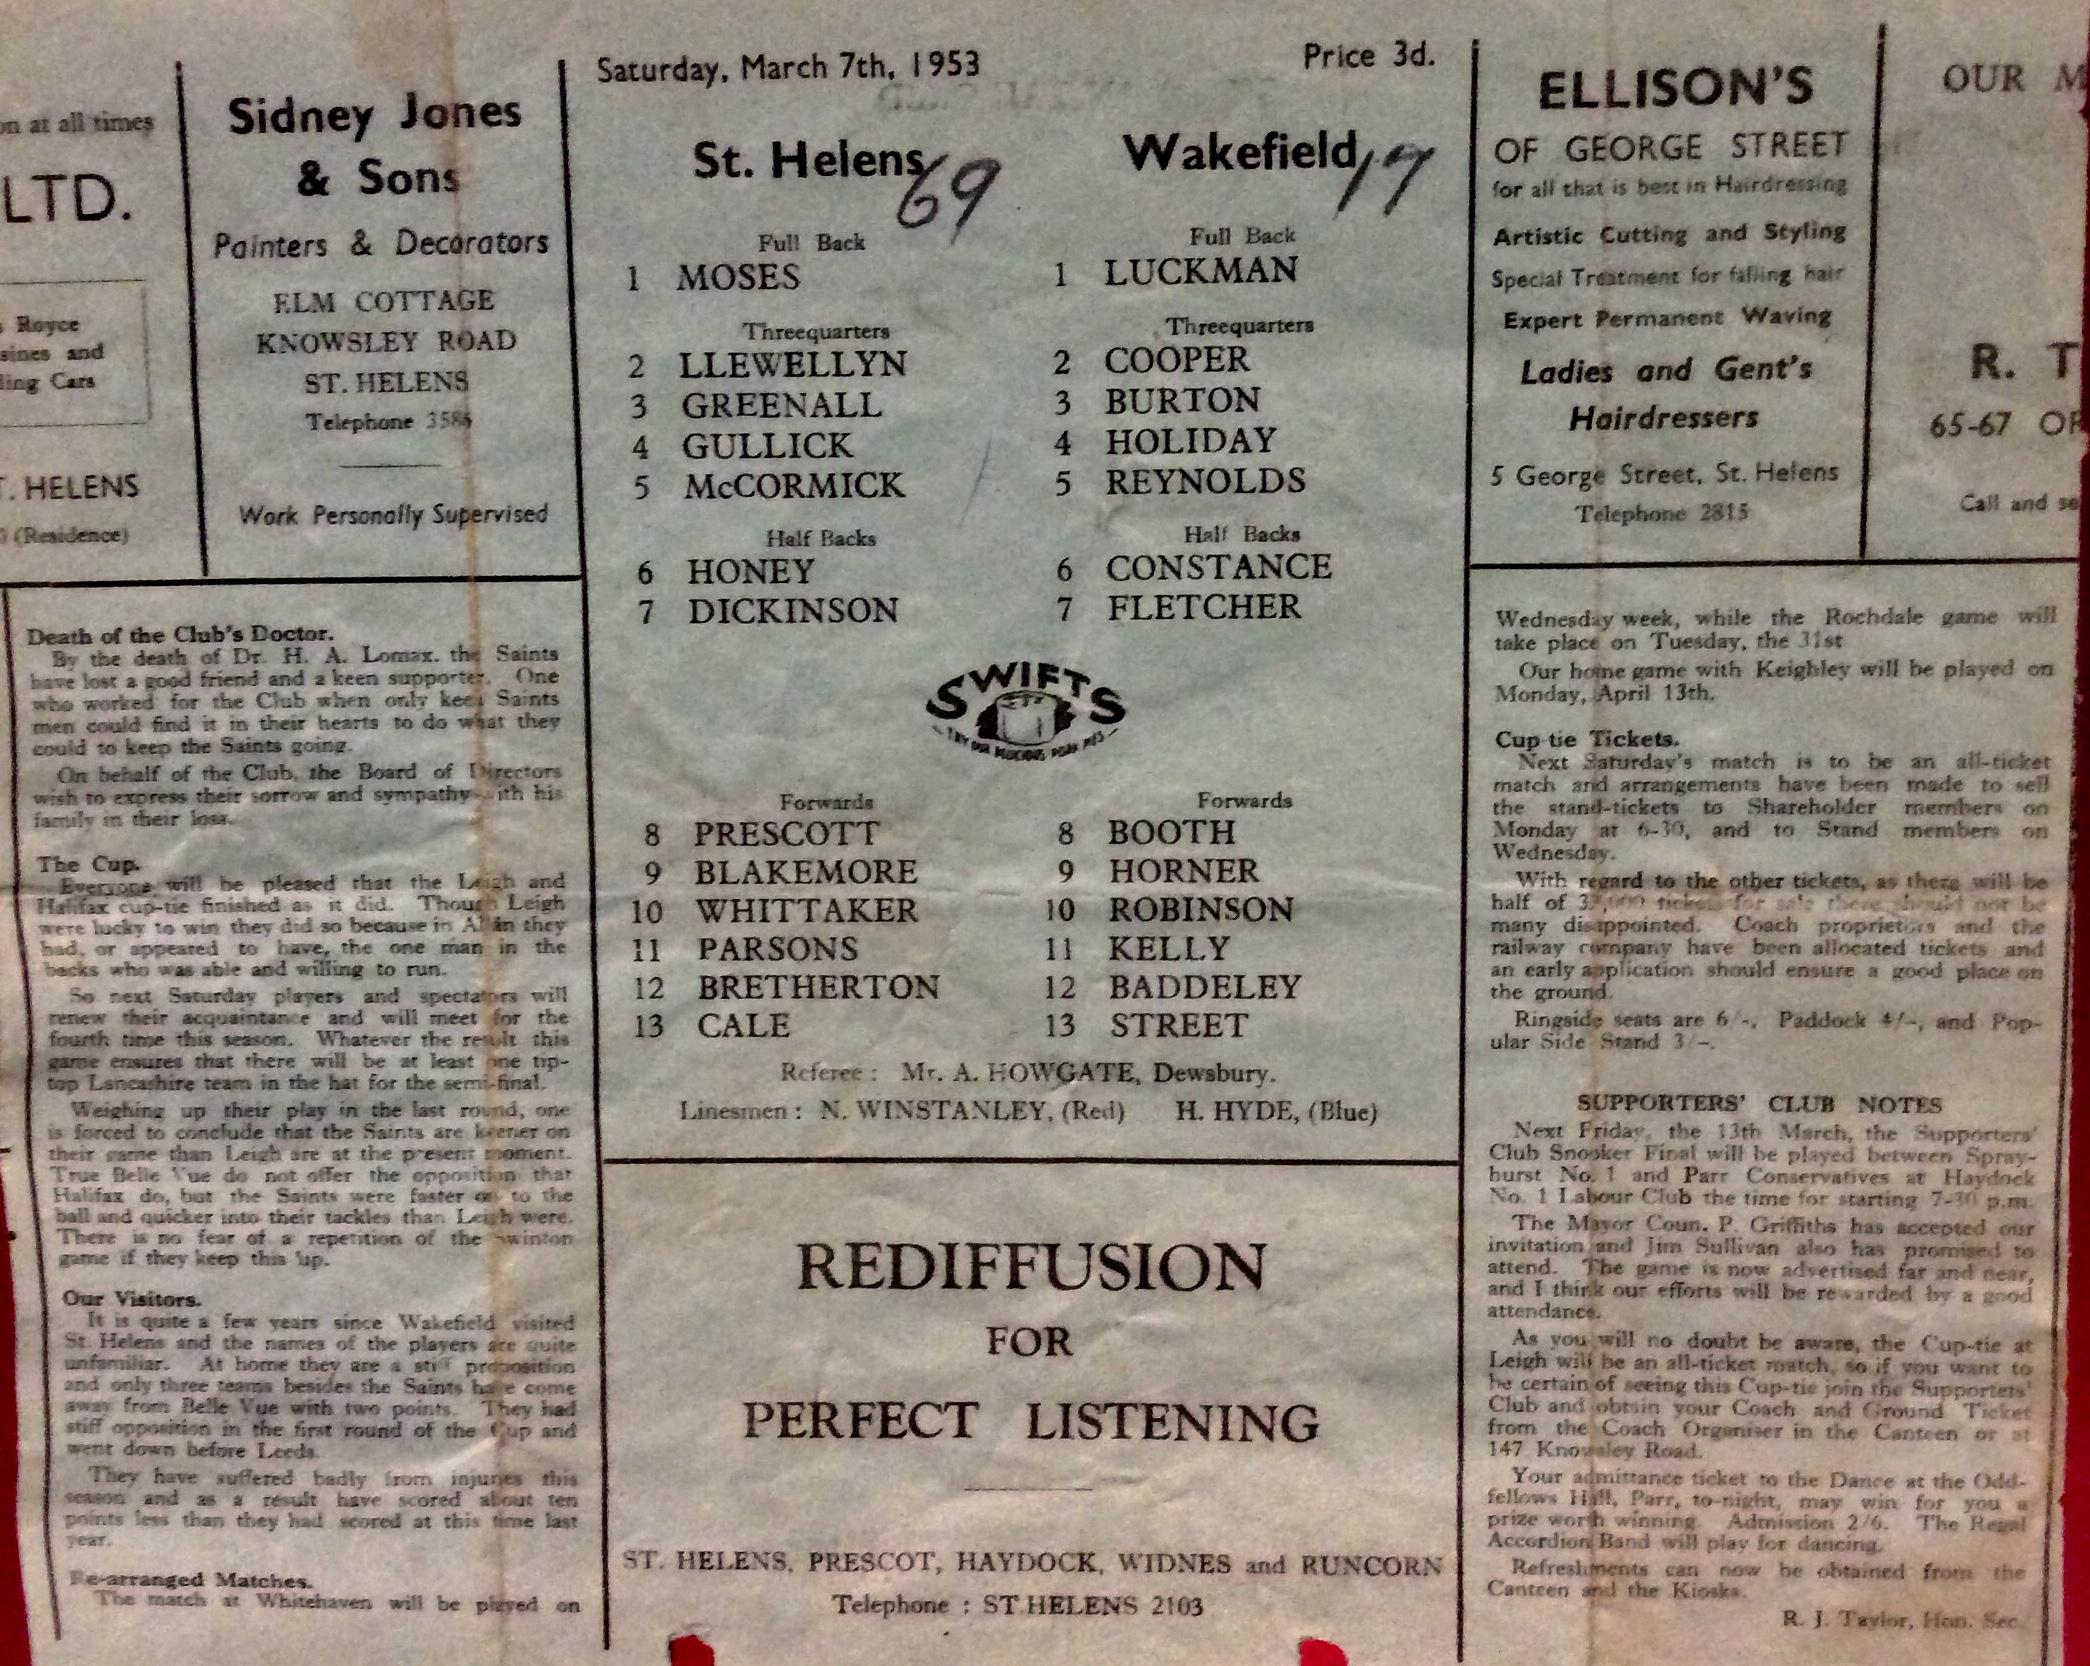 on at all times
LTD.
Royce
sines and
ling Cars
T. HELENS
(Residence)
Sidney Jones
& Sons
Painters & Decorators
ELM COTTAGE
KNOWSLEY ROAD
ST. HELENS
Telephone 3586
Work Personally Supervised
Death of the Club's Doctor.
By the death of Dr. H. A. Lomax, the Saints
have lost a good friend and a keen supporter. One
who worked for the Club when only keen Saints
men could find it in their hearts to do what they
could to keep the Saints going.
On behalf of the Club, the Board of Directors
wish to express their sorrow and sympathy with his
family in their loss.
The Cup.
Everyone will be pleased that the Leigh and
Halifax cup-tie finished as it did. Though Leigh
were lucky to win they did so because in Allan they
had, or appeared to have, the one man in the
backs who was able and willing to run.
So next Saturday players and spectators will
renew their acquaintance and will meet for the
fourth time this season. Whatever the result this
game ensures that there will be at least one tip-
top Lancashire team in the hat for the semi-final.
Weighing up their play in the last round, one
is forced to conclude that the Saints are keener on
their game than Leigh are at the present moment.
True Belle Vue do not offer the opposition that
Halifax do, but the Saints were faster on to the
ball and quicker into their tackles than Leigh were.
There is no fear of a repetition of the Swinton
game if they keep this 'up.
Our Visitors.
It is quite a few years since Wakefield visited
St. Helens and the names of the players are quite
unfamiliar. At home they are a stiff proposition
and only three teams besides the Saints have come
away from Belle Vue with two points. They had
stiff opposition in the first round of the Cup and
went down before Leeds.
They have suffered badly from injuries this
season and as a result have scored about ten
points less than they had scored at this time last
year.
Re-arranged Matches.
The match at Whitehaven will be played on
Saturday, March 7th, 1953
Price 3d.
St. Helens 69
Wakefield 17
Full Back
Full Back
1 MOSES
1 LUCKMAN
Threequarters
Threequarters
2 LLEWELLYN
2 COOPER
3 GREENALL
3 BURTON
4 GULLICK
4 HOLIDAY
5 McCORMICK
5 REYNOLDS
Half Backs
Half Backs
6 HONEY
6 CONSTANCE
7 DICKINSON
7 FLETCHER
SWIFTS
TRY OUR DELICIOUS PORK PIES
Forwards
Forwards
8 PRESCOTT
8 BOOTH
9 BLAKEMORE
9 HORNER
10 WHITTAKER
10 ROBINSON
11 PARSONS
11 KELLY
12 BRETHERTON
12 BADDELEY
13 CALE
13 STREET
Referee : Mr. A. HOWGATE, Dewsbury.
Linesmen : N. WINSTANLEY, (Red) H. HYDE, (Blue)
REDIFFUSION
FOR
PERFECT LISTENING
ST. HELENS, PRESCOT, HAYDOCK, WIDNES and RUNCORN
Telephone : ST. HELENS 2103
ELLISON'S
OF GEORGE STREET
for all that is best in Hairdressing
Artistic Cutting and Styling
Special Treatment for falling hair
Expert Permanent Waving
Ladies and Gent's
Hairdressers
5 George Street, St. Helens
Telephone 2815
OUR M
R. T
65-67 OR
Call and se
Wednesday week, while the Rochdale game will
take place on Tuesday, the 31st
Our home game with Keighley will be played on
Monday, April 13th.
Cup tie Tickets.
Next Saturday's match is to be an all-ticket
match and arrangements have been made to sell
the stand-tickets to Shareholder members on
Monday at 6-30, and to Stand members on
Wednesday.
With regard to the other tickets, as there will be
half of tickets for sale there should not be
many disappointed. Coach proprietors and the
railway company have been allocated tickets and
an early application should ensure a good place on
the ground.
Ringside seats are 6/-, Paddock 4/-, and Pop-
ular Side Stand 3/-.
SUPPORTERS' CLUB NOTES
Next Friday, the 13th March, the Supporters'
Club Snooker Final will be played between Spray-
hurst No. 1 and Parr Conservatives at Haydock
No. 1 Labour Club the time for starting 7-30 p.m.
The Mayor Coun. P. Griffiths has accepted our
invitation and Jim Sullivan also has promised to
attend. The game is now advertised far and near,
and I think our efforts will be rewarded by a good
attendance.
As you will no doubt be aware, the Cup-tie at
Leigh will be an all-ticket match, so if you want to
be certain of seeing this Cup-tie join the Supporters'
Club and obtain your Coach and Ground Ticket
from the Coach Organiser in the Canteen or at
147 Knowsley Road.
Your admittance ticket to the Dance at the Odd-
fellows Hall, Parr, to-night, may win for you a
prize worth winning. Admission 2/6. The Regal
Accordion Band will play for dancing.
Refreshments can now be obtained from the
Canteen and the Kiosks.
R. J. Taylor, Hon. Sec.